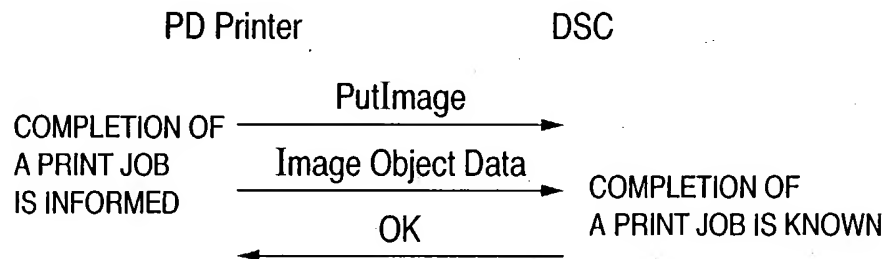 PD Printer DSC
PutImage
COMPLETION OF
A PRINT JOB
IS INFORMED
Image Object Data
COMPLETION OF
A PRINT JOB IS KNOWN
OK